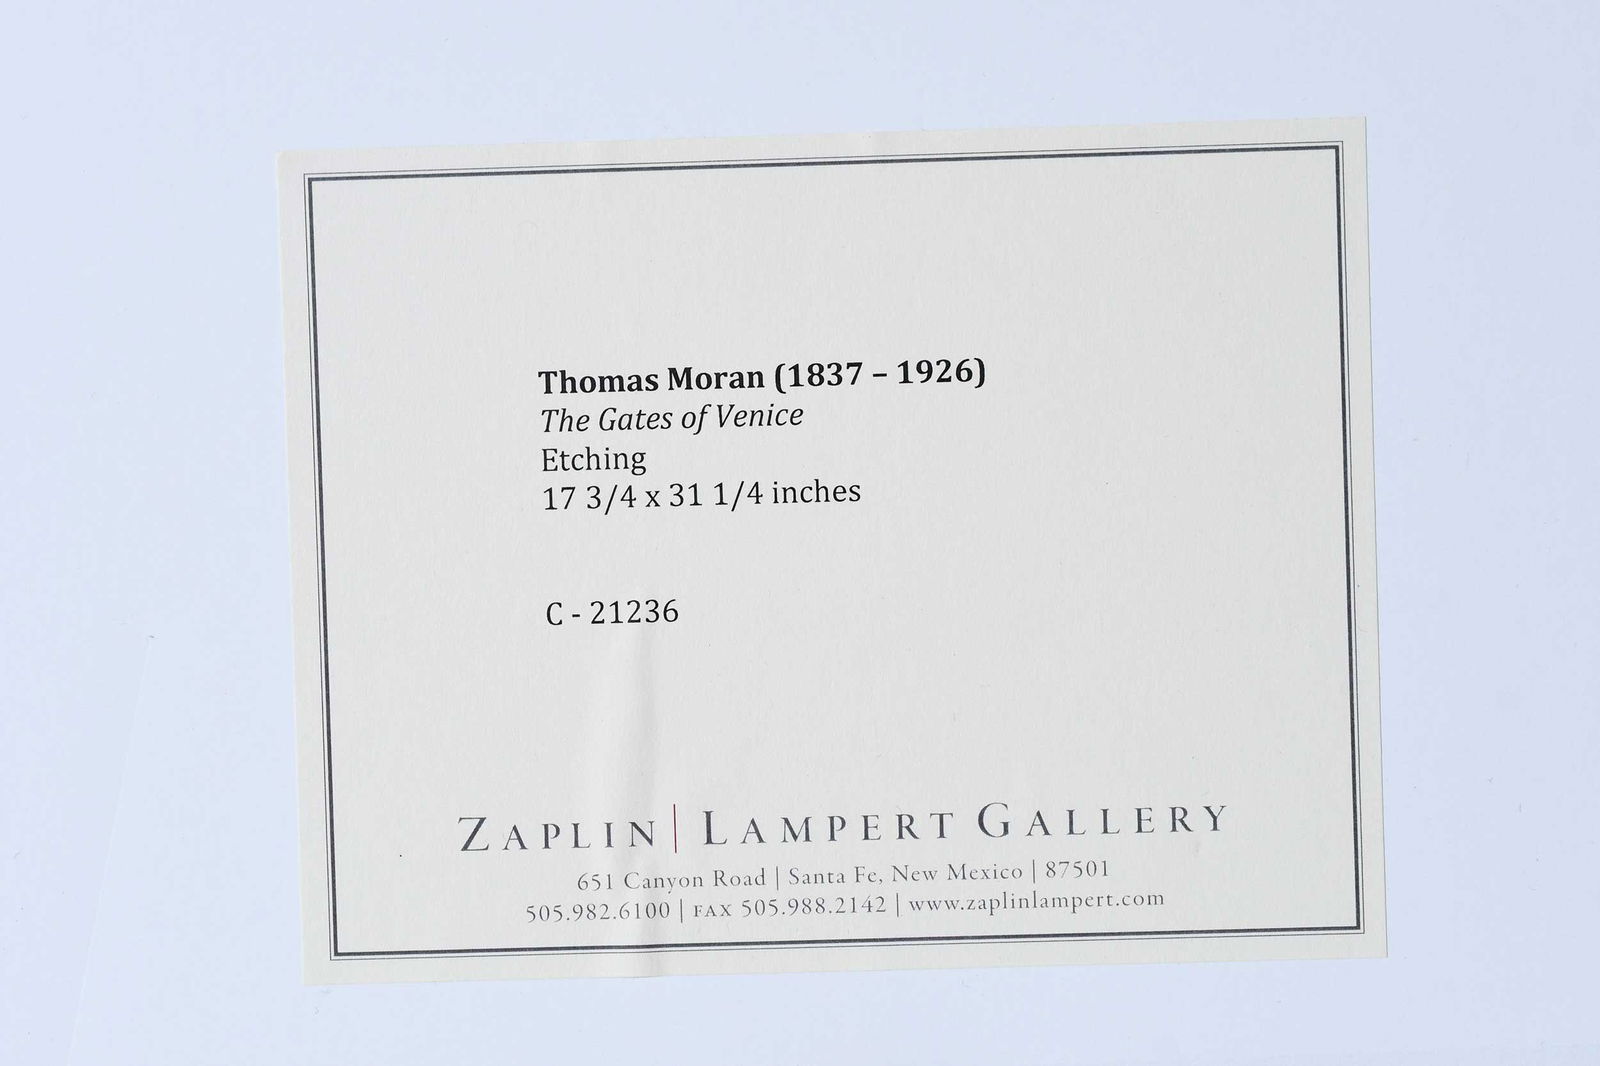 Thomas Moran (1837 – 1926)
The Gates of Venice
Etching
17 3/4 x 31 1/4 inches
C - 21236
ZAPLIN | LAMPERT GALLERY
651 Canyon Road | Santa Fe, New Mexico | 87501
505.982.6100 | FAX 505.988.2142 | www.zaplinlampert.com